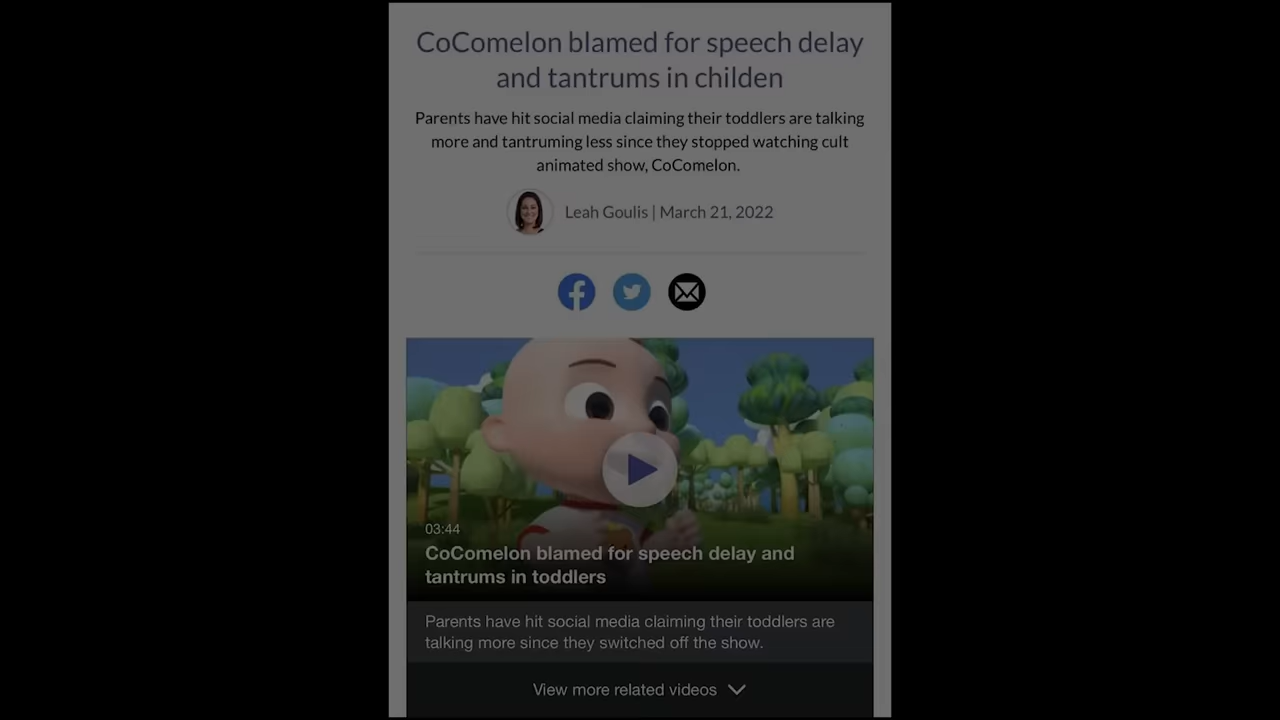 CoComelon blamed for speech delay
and tantrums in childen
Parents have hit social media claiming their toddlers are talking
more and tantruming less since they stopped watching cult
animated show, CoComelon.
Leah Goulis | March 21, 2022
03:44
CoComelon blamed for speech delay and
tantrums in toddlers
Parents have hit social media claiming their toddlers are
talking more since they switched off the show.
View more related videos